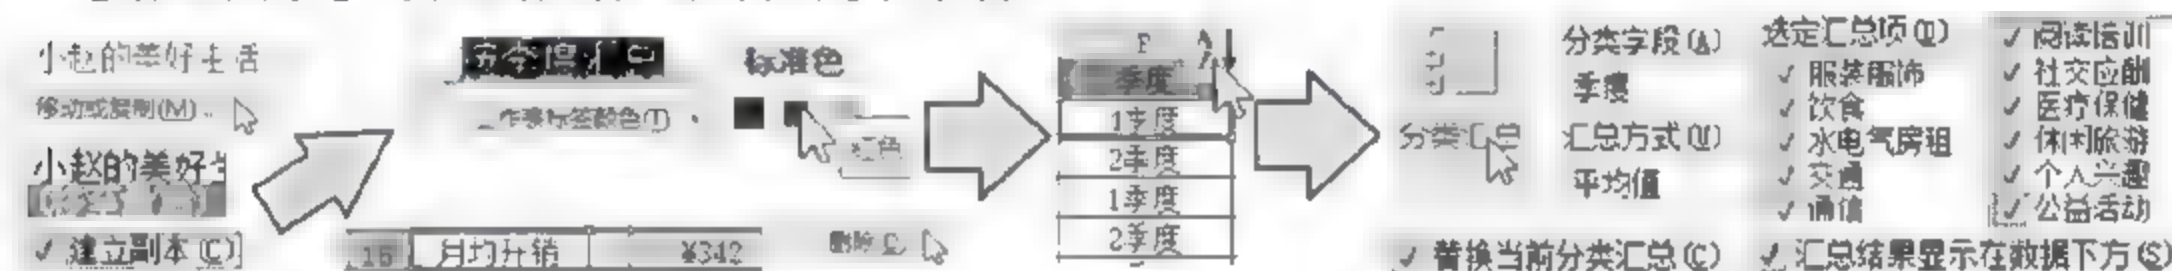 小赵的美好生活
移动或复制(M)...
小赵的美好生
建立副本(C)
按季度汇总
工作表标签颜色(T)
标准色
红色
16 月均开销 ¥342
删除(D)
F
季度
1季度
2季度
1季度
2季度
分类汇总
分类字段(A)
季度
汇总方式(U)
平均值
选定汇总项(D)
服装服饰
饮食
水电气房租
交通
通信
阅读培训
社交应酬
医疗保健
休闲旅游
个人兴趣
公益活动
替换当前分类汇总(C)
汇总结果显示在数据下方(S)